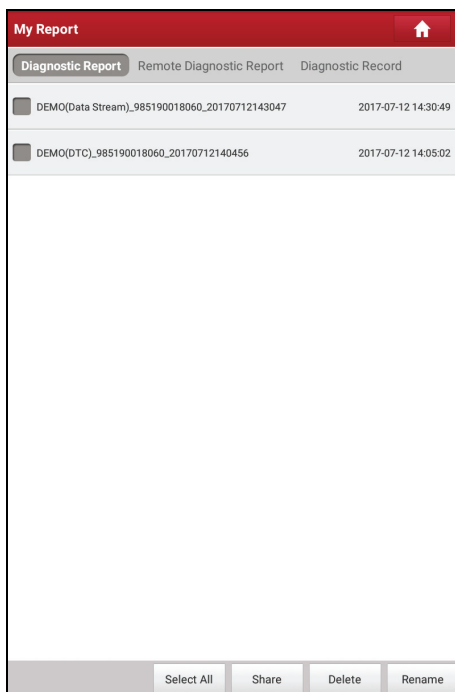 My Report
Diagnostic Report Remote Diagnostic Report Diagnostic Record
DEMO(Data Stream)_985190018060_20170712143047 2017-07-12 14:30:49
DEMO(DTC)_985190018060_20170712140456 2017-07-12 14:05:02
Select All Share Delete Rename